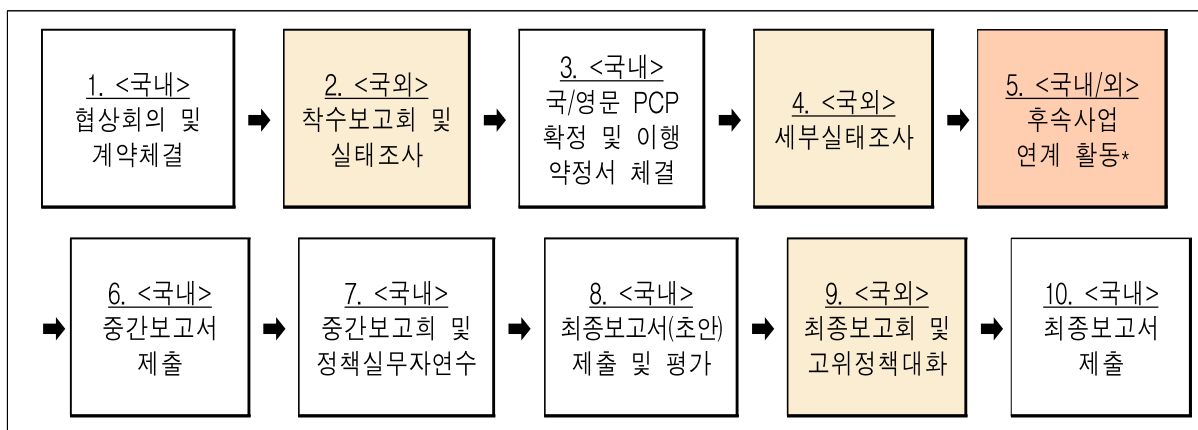 1. <국내>
협상회의 및
계약체결
2. <국외>
착수보고회 및
실태조사
3. <국내>
국/영문 PCP
확정 및 이행
약정서 체결
4. <국외>
세부실태조사
5. <국내/외>
후속사업
연계 활동*
6. <국내>
중간보고서
제출
7. <국내>
중간보고희 및
정책실무자연수
8. <국내>
최종보고서(초안)
제출 및 평가
9. <국외>
최종보고회 및
고위정책대화
10. <국내>
최종보고서
제출